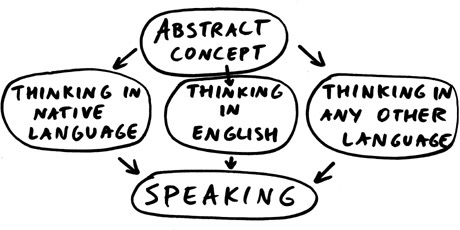 ABSTRACT
CONCEPT
THINKING IN
NATIVE
LANGUAGE
THINKING
IN
ENGLISH
THINKING IN
ANY OTHER
LANGUAGE
SPEAKING